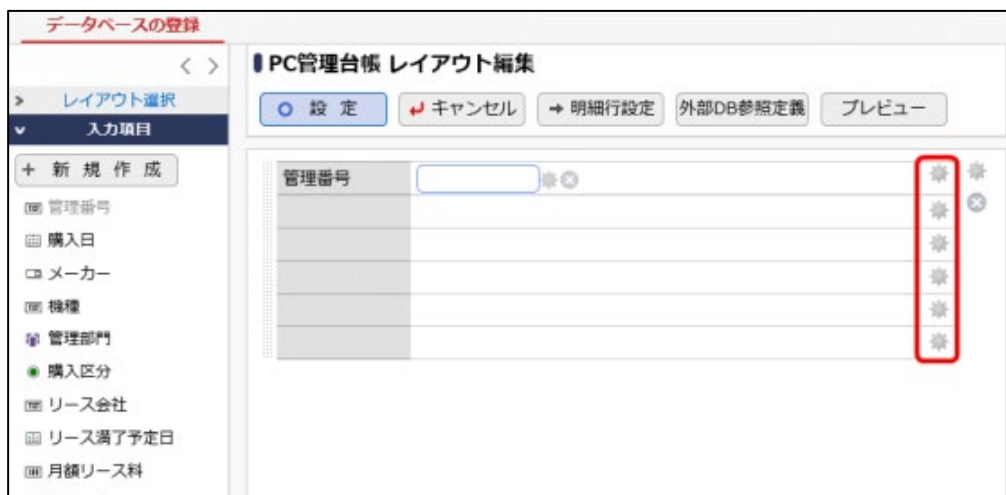 データベースの登録
< >
> レイアウト選択
v 入力項目
+ 新規作成
管理番号
購入日
メーカー
機種
管理部門
購入区分
リース会社
リース満了予定日
月額リース料
PC管理台帳 レイアウト編集
設定
キャンセル
→ 明細行設定
外部DB参照定義
プレビュー
管理番号